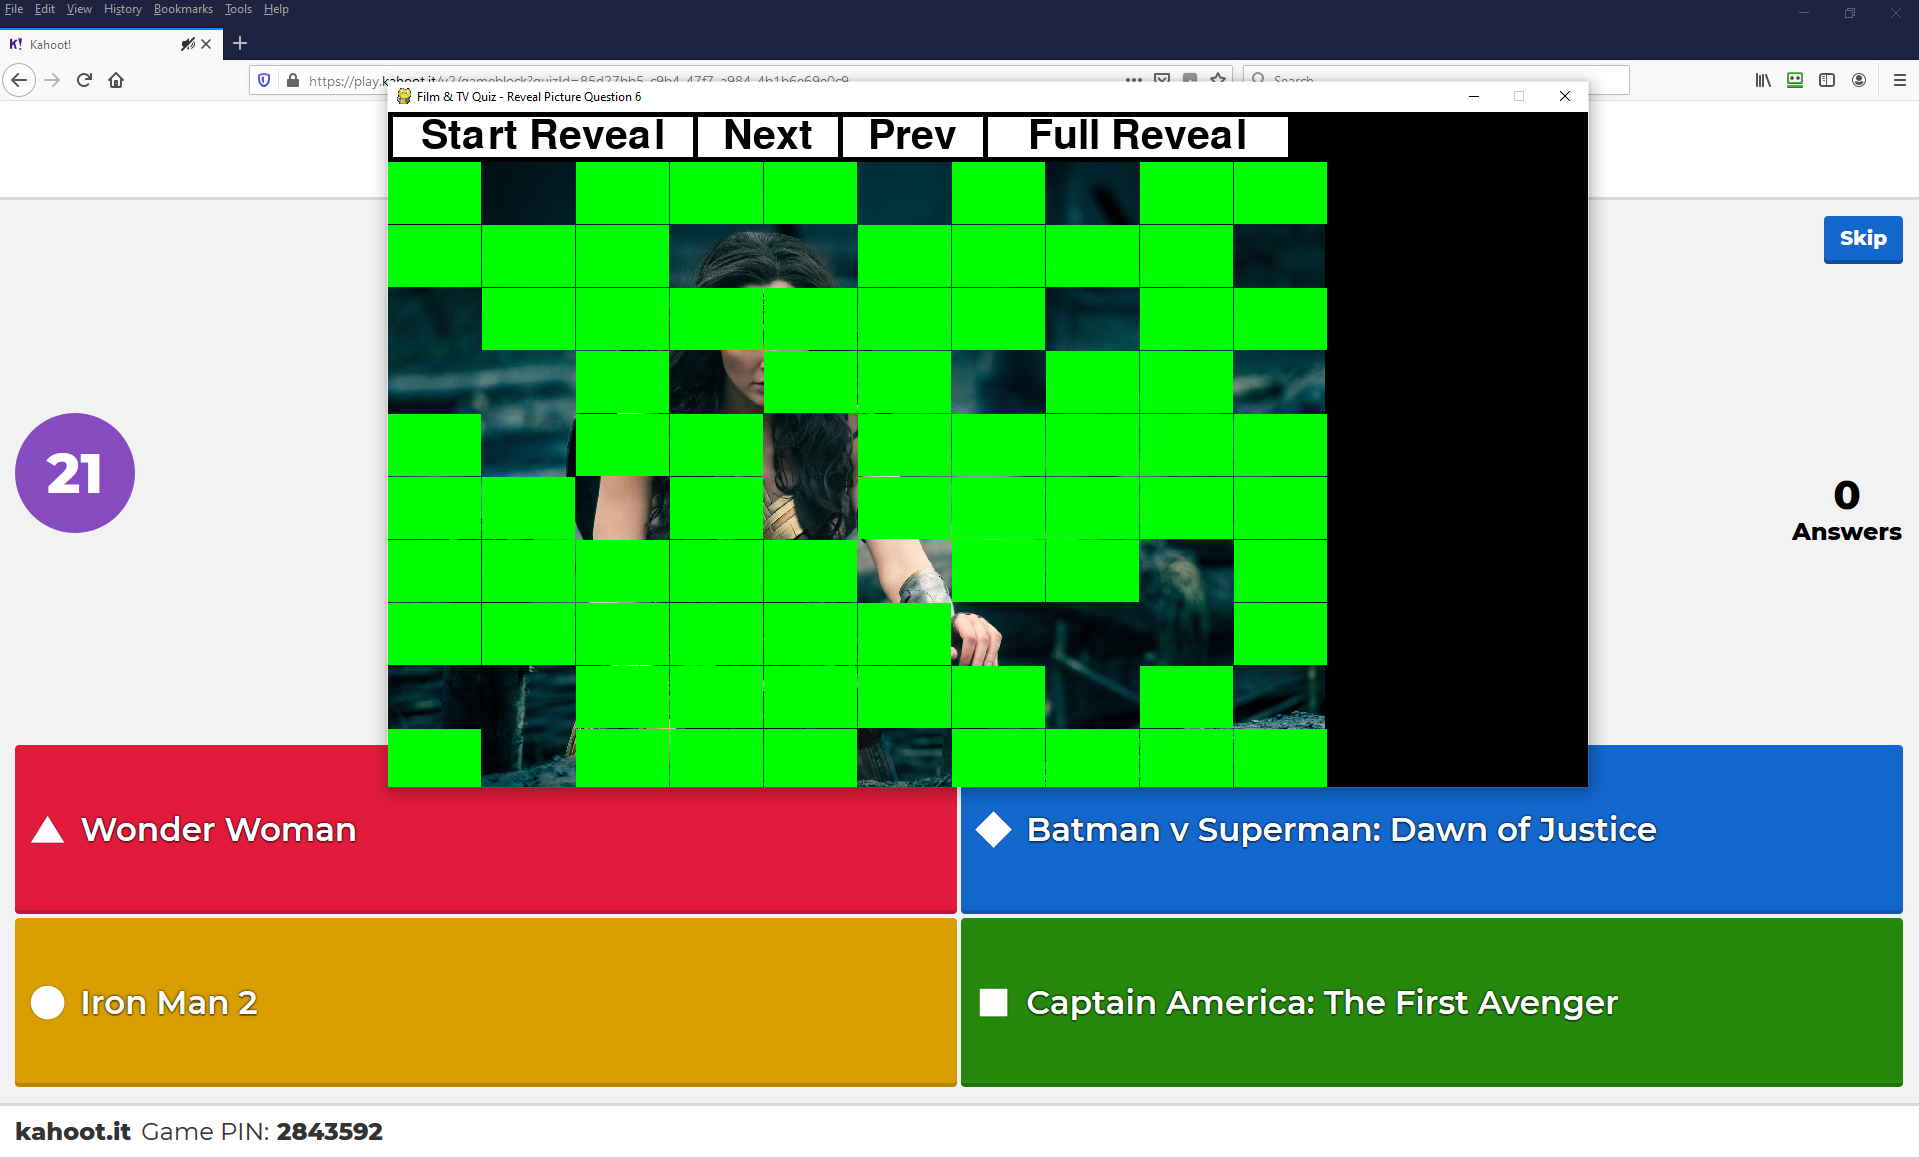 File Edit View History Bookmarks Tools Help
K! Kahoot!
Search
Film & TV Quiz - Reveal Picture Question 6
Start Reveal Next Prev Full Reveal
Skip
21
0
Answers
Wonder Woman
Batman v Superman: Dawn of Justice
Iron Man 2
Captain America: The First Avenger
kahoot.it Game PIN: 2843592